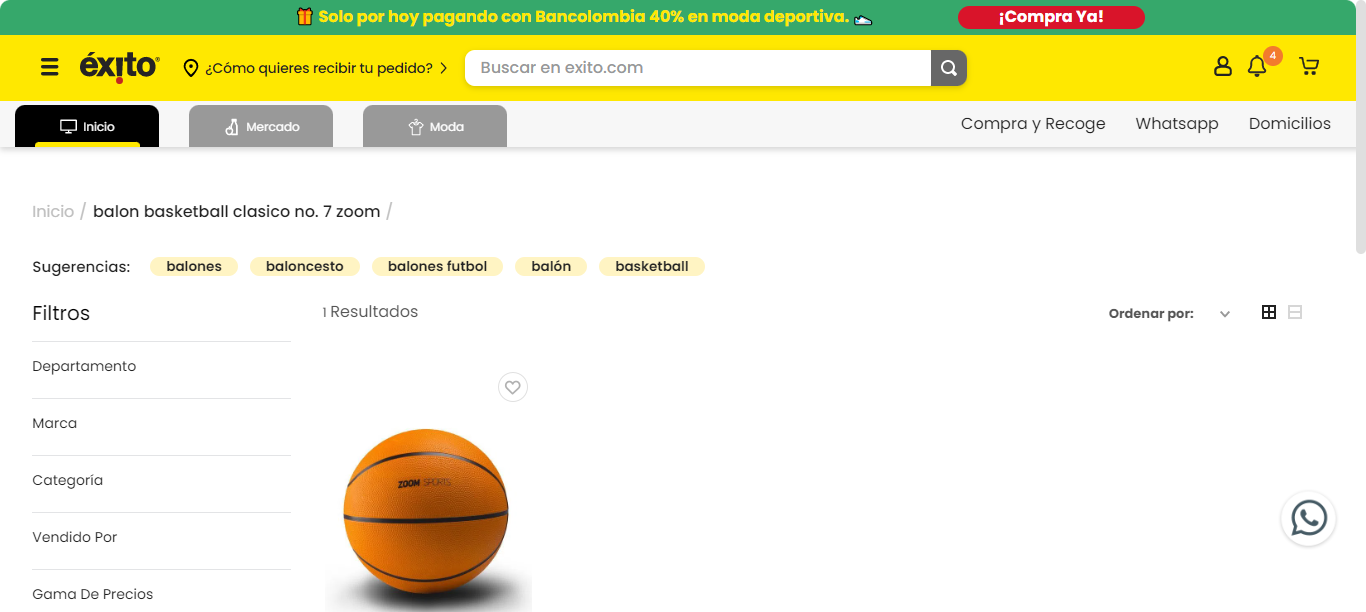 Solo por hoy pagando con Bancolombia 40% en moda deportiva.
¡Compra Ya!
éxito
¿Cómo quieres recibir tu pedido?
Buscar en exito.com
4
Inicio
Mercado
Moda
Compra y Recoge
Whatsapp
Domicilios
Inicio / balon basketball clasico no. 7 zoom /
Sugerencias:
balones
baloncesto
balones futbol
balón
basketball
Filtros
1 Resultados
Ordenar por:
Departamento
Marca
Categoría
Vendido Por
Gama De Precios
ZOOM SPORTS